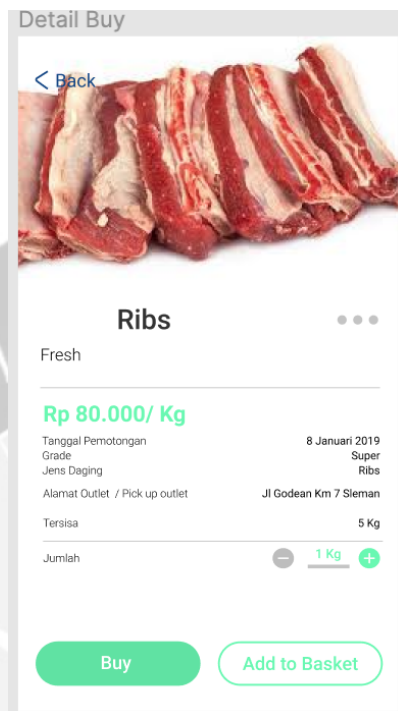 Detail Buy
< Back
Ribs
Fresh
Rp 80.000/ Kg
Tanggal Pemotongan 8 Januari 2019
Grade Super
Jens Daging Ribs
Alamat Outlet / Pick up outlet Jl Godean Km 7 Sleman
Tersisa 5 Kg
Jumlah − 1 Kg +
Buy Add to Basket